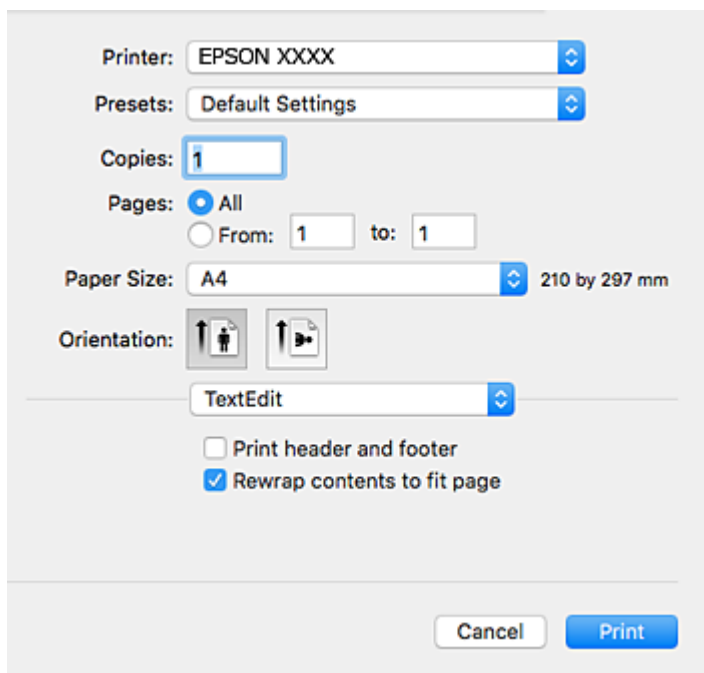 Printer: EPSON XXXX
Presets: Default Settings
Copies: 1
Pages: All
From: 1 to: 1
Paper Size: A4 210 by 297 mm
Orientation:
TextEdit
Print header and footer
Rewrap contents to fit page
Cancel Print